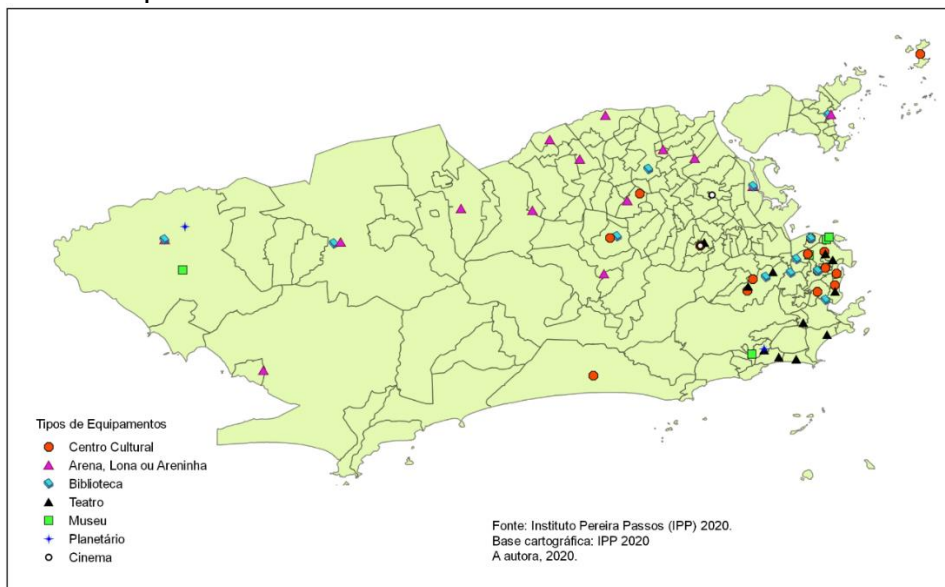 Tipos de Equipamentos
Centro Cultural
Arena, Lona ou Areninha
Biblioteca
Teatro
Museu
Planetário
Cinema
Fonte: Instituto Pereira Passos (IPP) 2020.
Base cartográfica: IPP 2020
A autora, 2020.